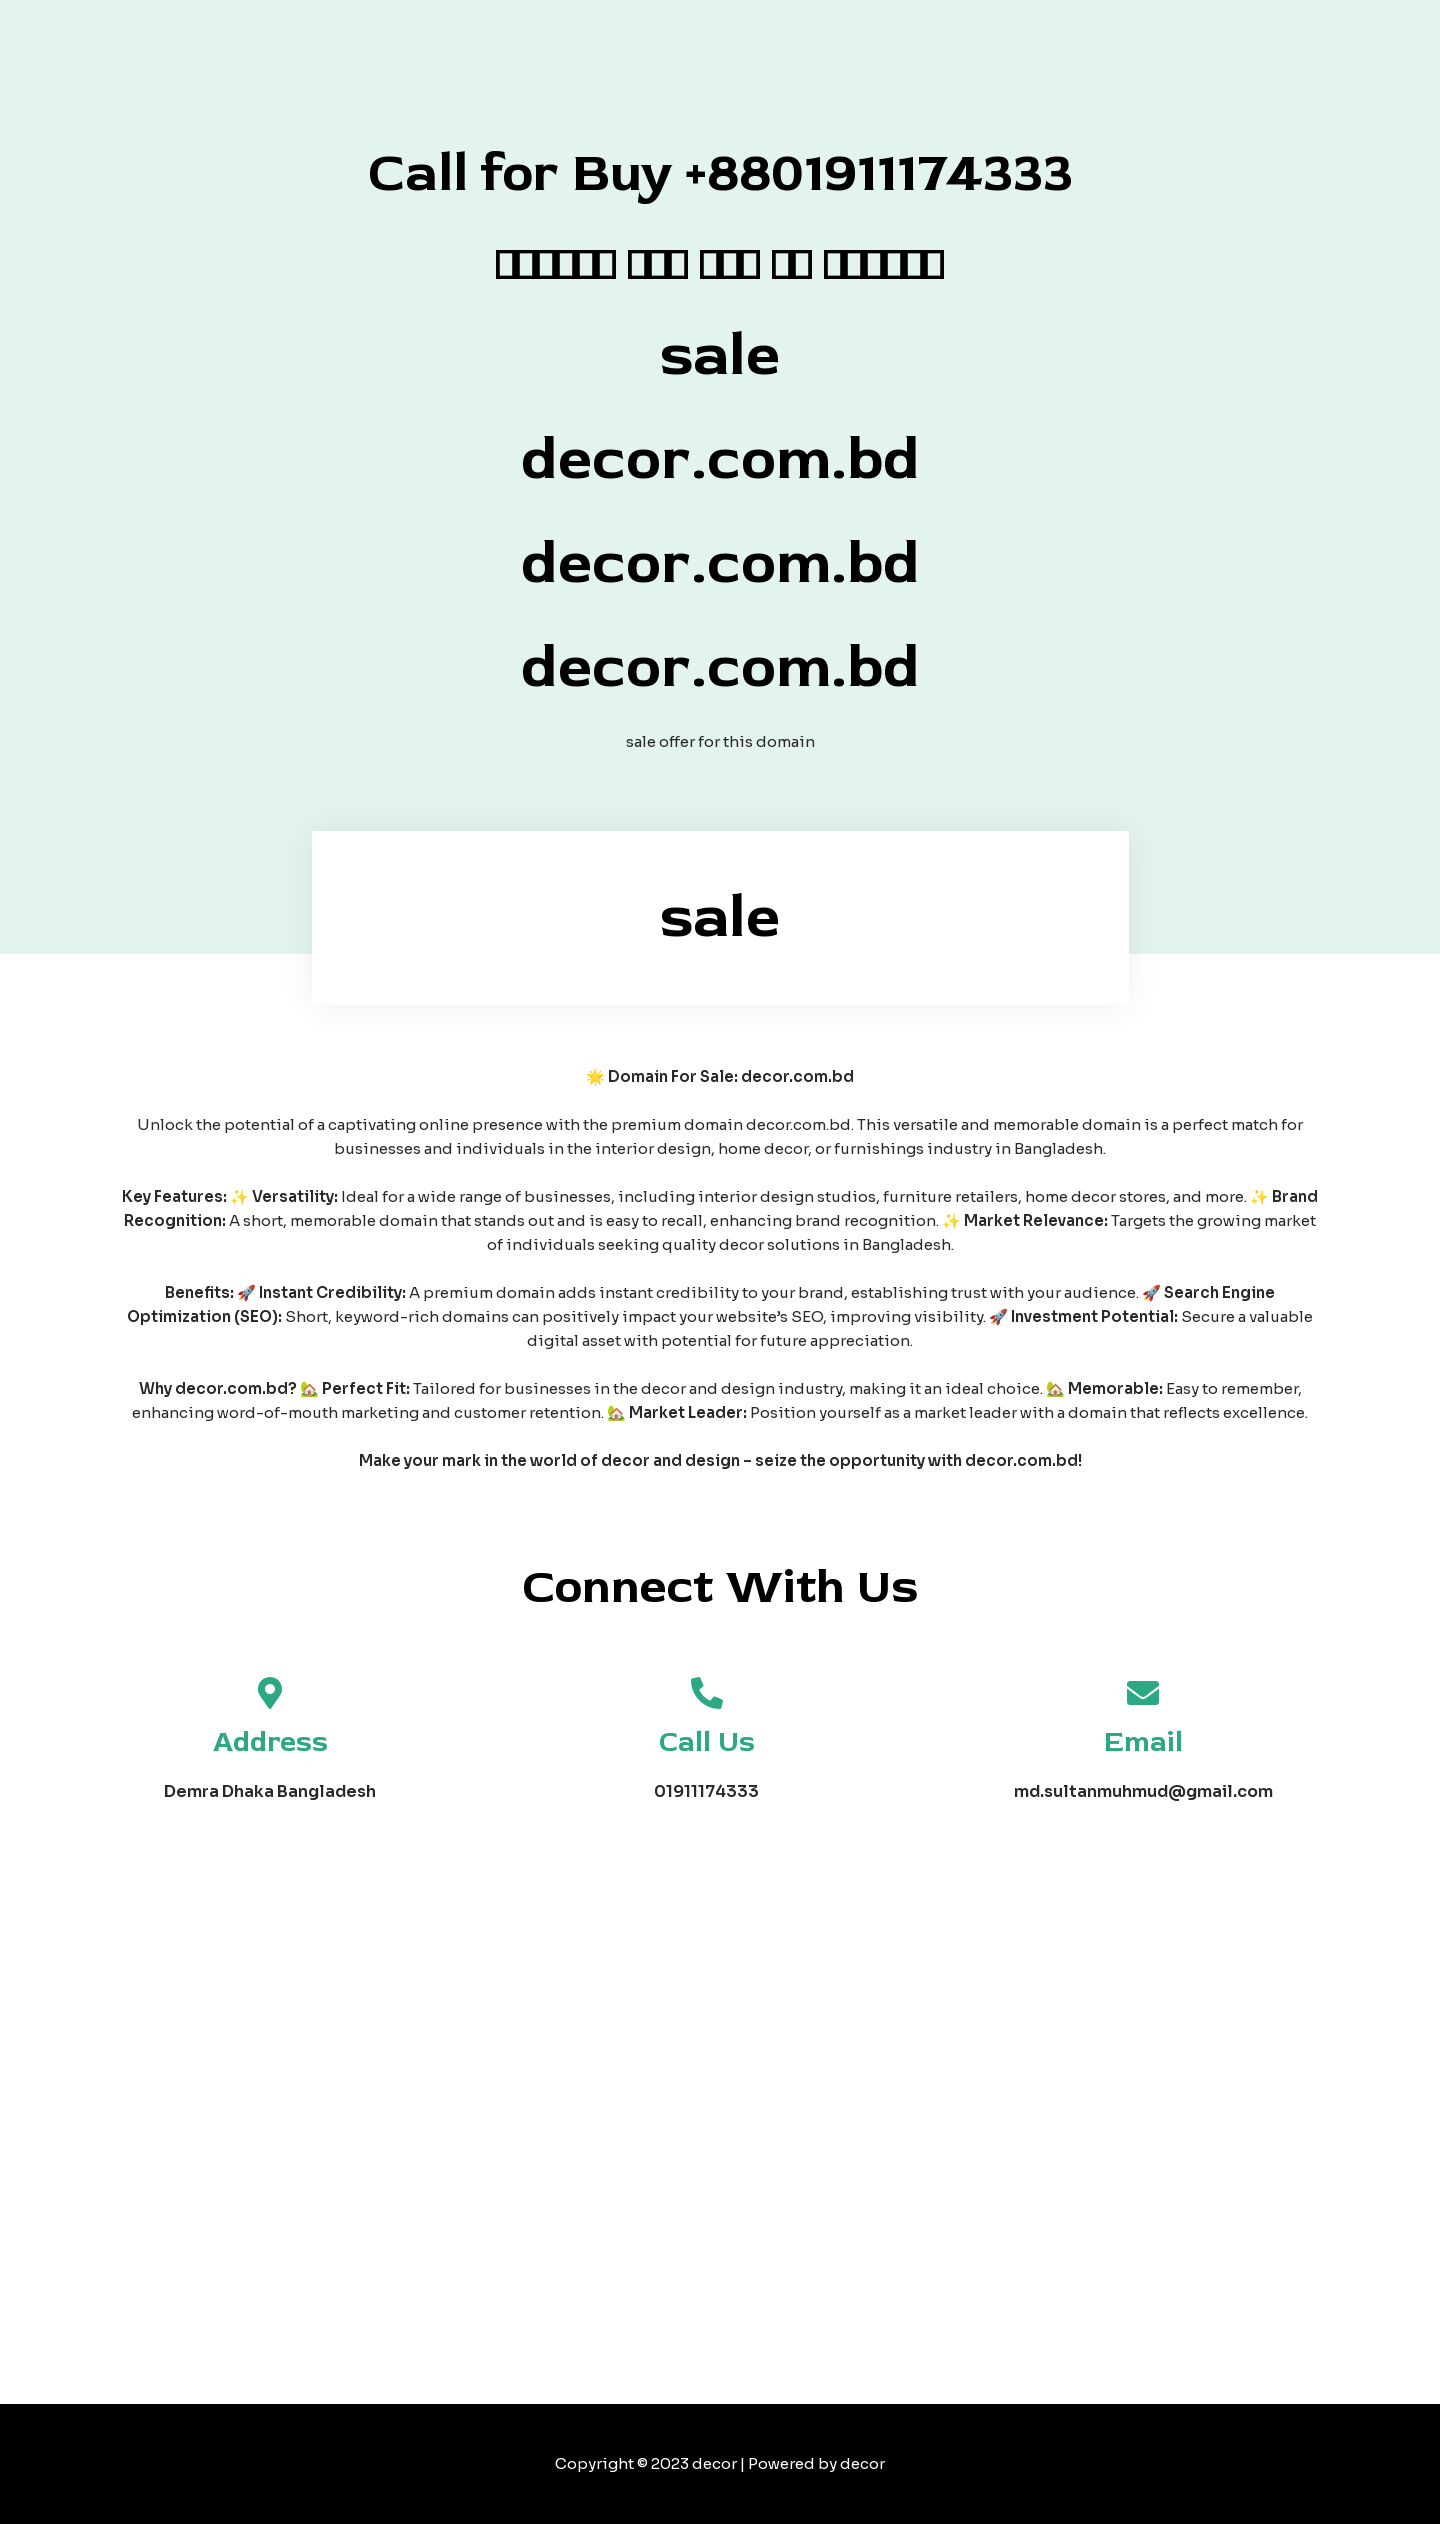 Call for Buy +8801911174333
sale
decor.com.bd
decor.com.bd
decor.com.bd
sale offer for this domain
sale
🌟 Domain For Sale: decor.com.bd
Unlock the potential of a captivating online presence with the premium domain decor.com.bd. This versatile and memorable domain is a perfect match for
businesses and individuals in the interior design, home decor, or furnishings industry in Bangladesh.
Key Features: ✨ Versatility: Ideal for a wide range of businesses, including interior design studios, furniture retailers, home decor stores, and more. ✨ Brand
Recognition: A short, memorable domain that stands out and is easy to recall, enhancing brand recognition. ✨ Market Relevance: Targets the growing market
of individuals seeking quality decor solutions in Bangladesh.
Benefits: 🚀 Instant Credibility: A premium domain adds instant credibility to your brand, establishing trust with your audience. 🚀 Search Engine
Optimization (SEO): Short, keyword-rich domains can positively impact your website’s SEO, improving visibility. 🚀 Investment Potential: Secure a valuable
digital asset with potential for future appreciation.
Why decor.com.bd? 🏡 Perfect Fit: Tailored for businesses in the decor and design industry, making it an ideal choice. 🏡 Memorable: Easy to remember,
enhancing word-of-mouth marketing and customer retention. 🏡 Market Leader: Position yourself as a market leader with a domain that reflects excellence.
Make your mark in the world of decor and design – seize the opportunity with decor.com.bd!
Connect With Us
Address
Call Us
Email
Demra Dhaka Bangladesh
01911174333
md.sultanmuhmud@gmail.com
Copyright © 2023 decor | Powered by decor